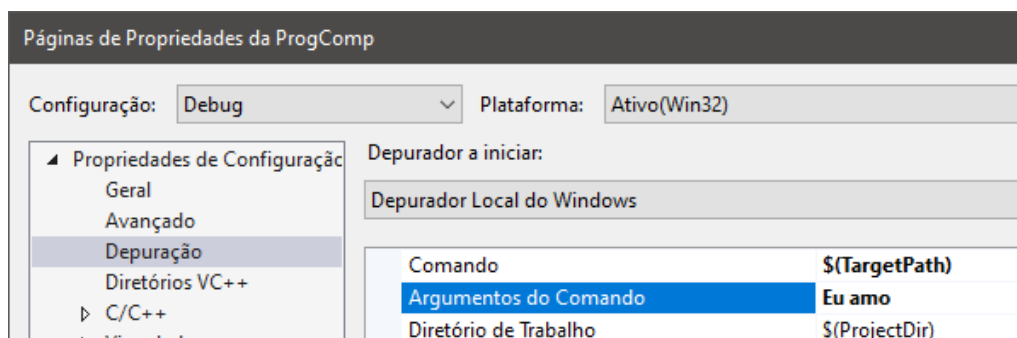 Páginas de Propriedades da ProgComp
Configuração: Debug Plataforma: Ativo(Win32)
Propriedades de Configuraçã
Geral
Avançado
Depuração
Diretórios VC++
C/C++
Depurador a iniciar:
Depurador Local do Windows
Comando $(TargetPath)
Argumentos do Comando Eu amo
Diretório de Trabalho $(ProjectDir)